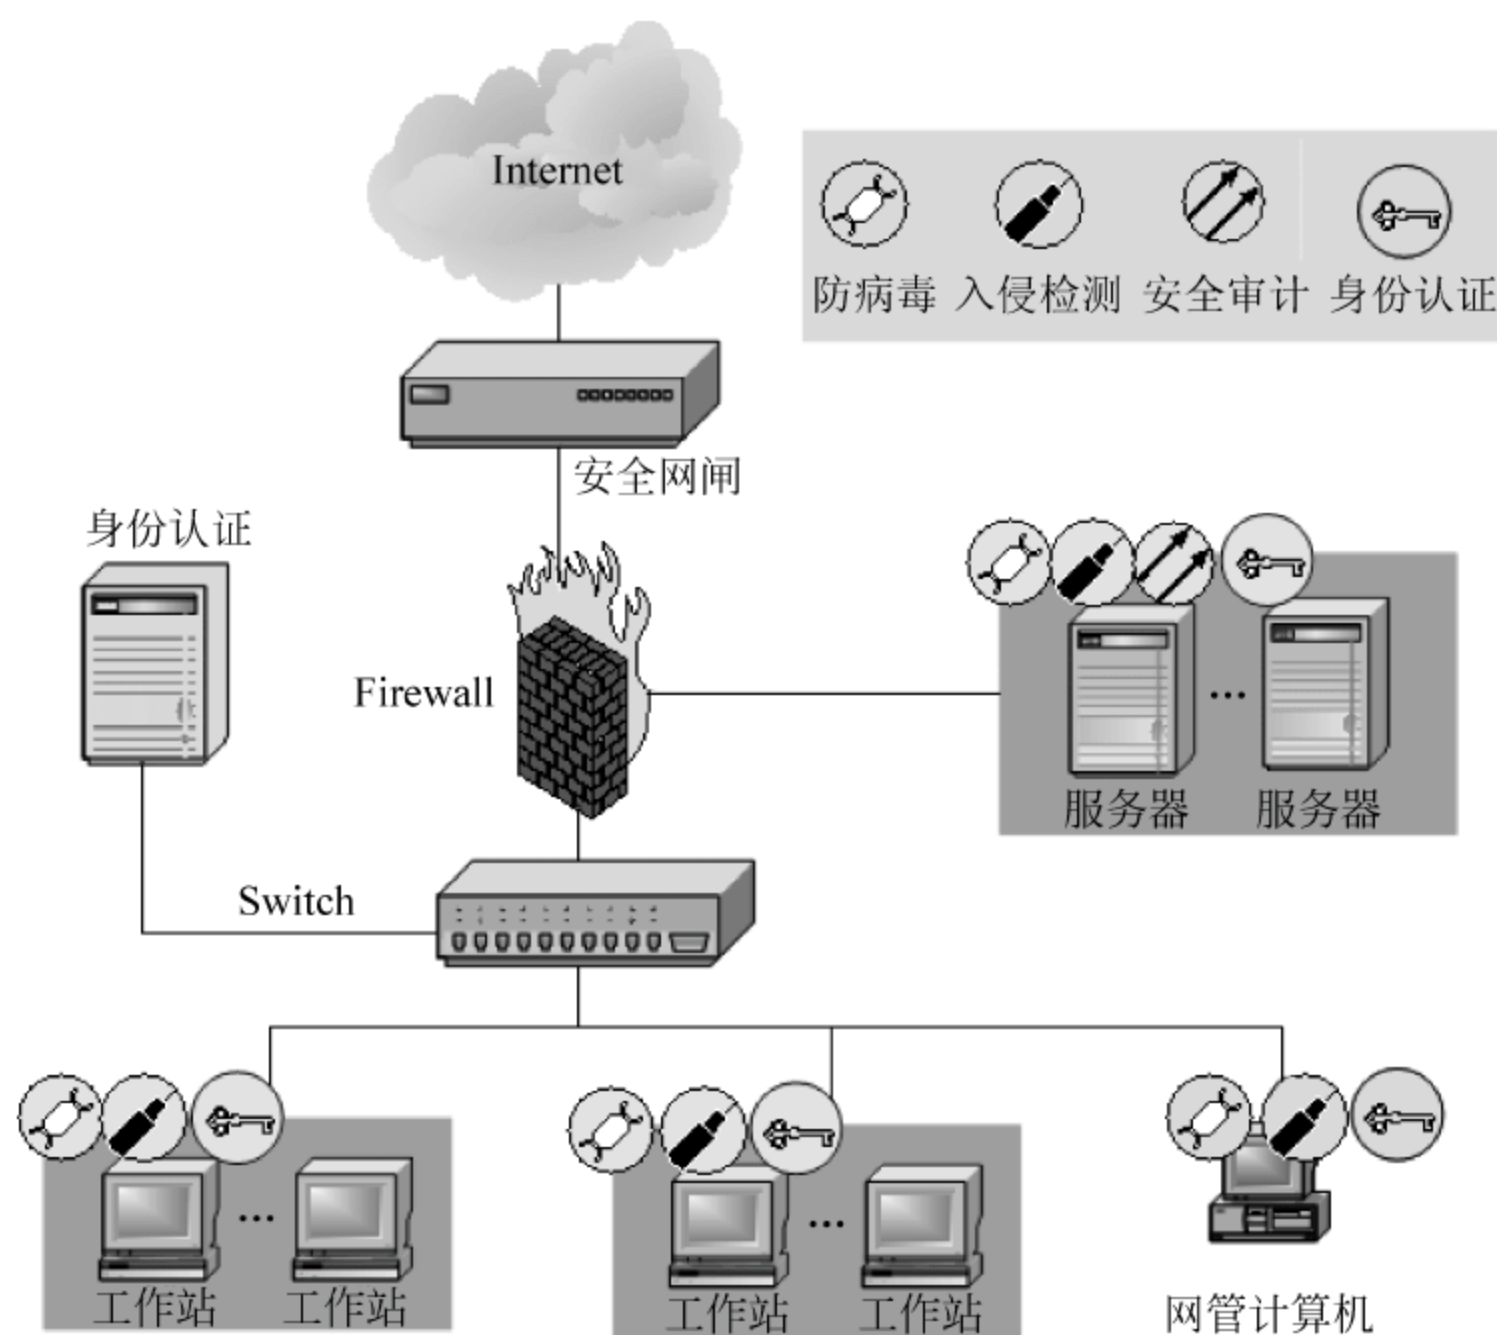 Internet
防病毒 入侵检测 安全审计 身份认证
安全网闸
身份认证
Firewall
服务器 服务器
Switch
工作站 工作站
工作站 工作站
网管计算机